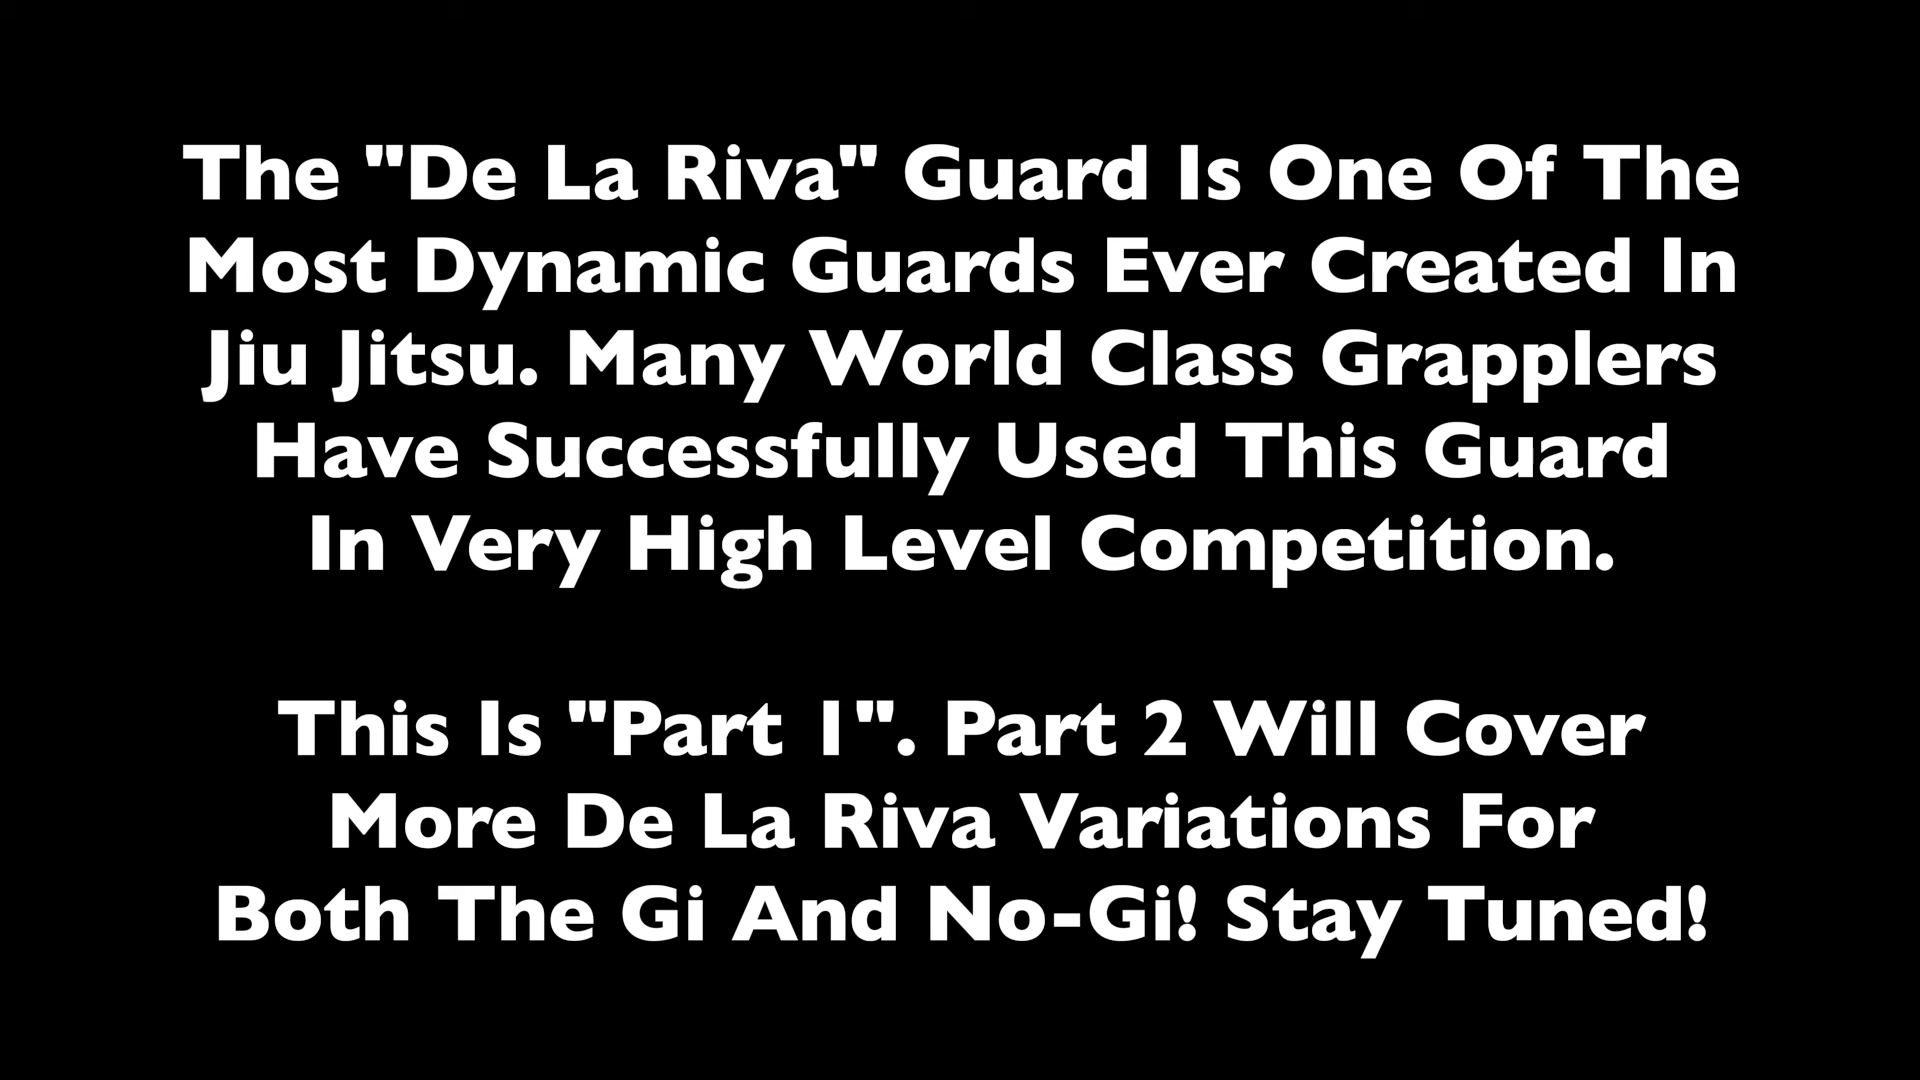 The "De La Riva" Guard Is One Of The
Most Dynamic Guards Ever Created In
Jiu Jitsu. Many World Class Grapplers
Have Successfully Used This Guard
In Very High Level Competition.
This Is "Part 1". Part 2 Will Cover
More De La Riva Variations For
Both The Gi And No-Gi! Stay Tuned!